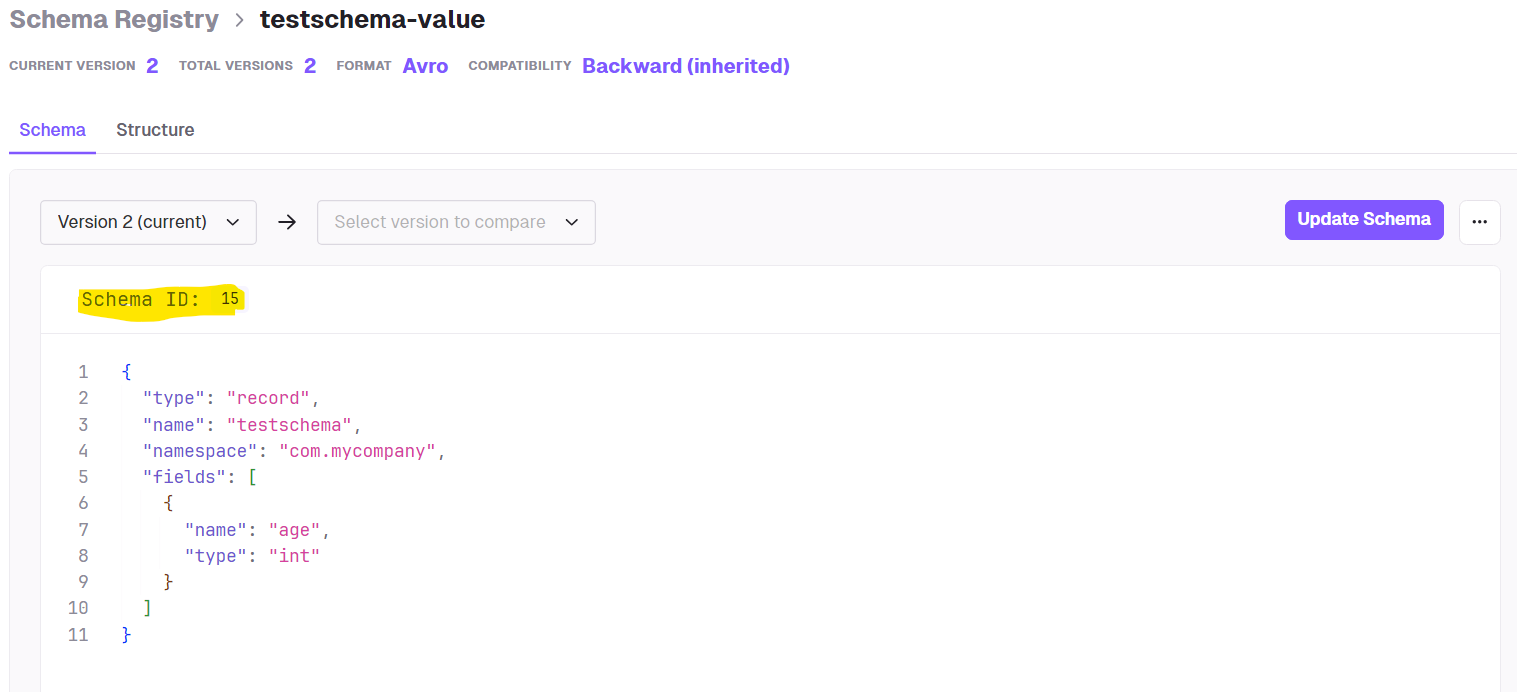 Schema Registry > testschema-value
CURRENT VERSION 2 TOTAL VERSIONS 2 FORMAT Avro COMPATIBILITY Backward (inherited)
Schema Structure
Version 2 (current) → Select version to compare Update Schema ...
Schema ID: 15
1 {
2 "type": "record",
3 "name": "testschema",
4 "namespace": "com.mycompany",
5 "fields": [
6 {
7 "name": "age",
8 "type": "int"
9 }
10 ]
11 }